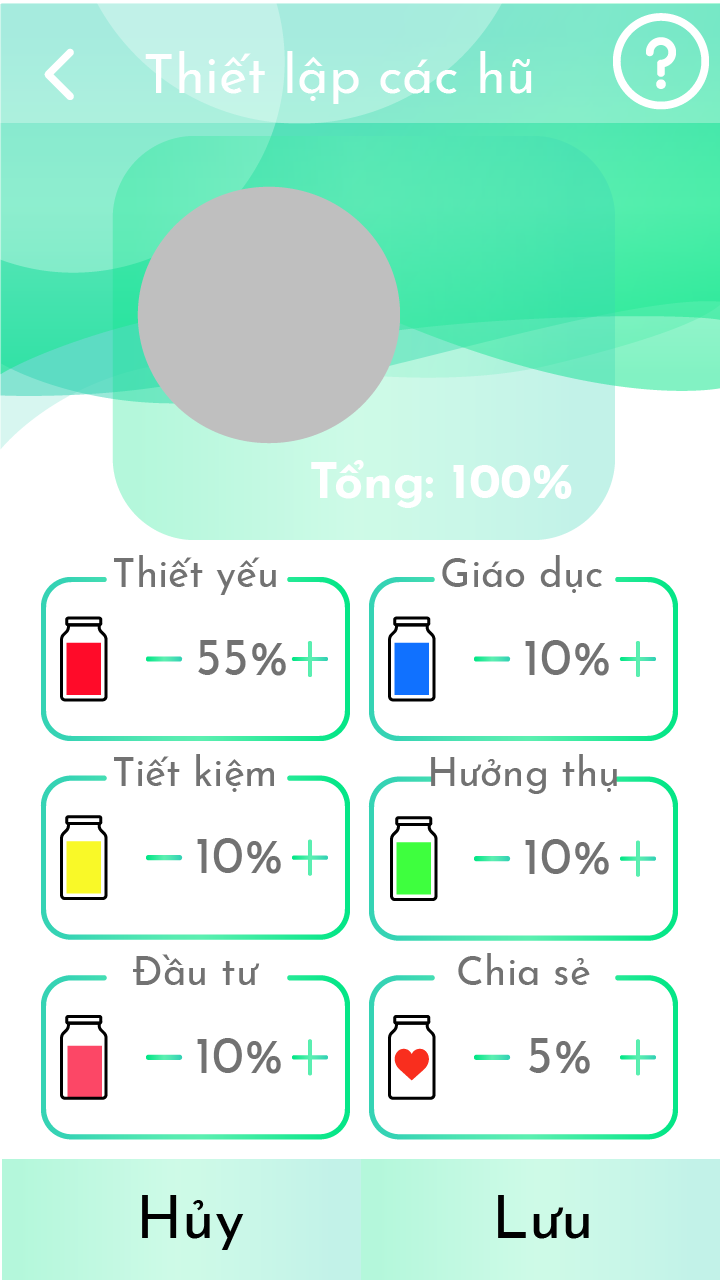 Thiết lập các hũ
?
Tổng: 100%
Thiết yếu
Giáo dục
− 55% +
− 10% +
Tiết kiệm
Hưởng thụ
− 10% +
− 10% +
Đầu tư
Chia sẻ
− 10% +
− 5% +
Hủy
Lưu